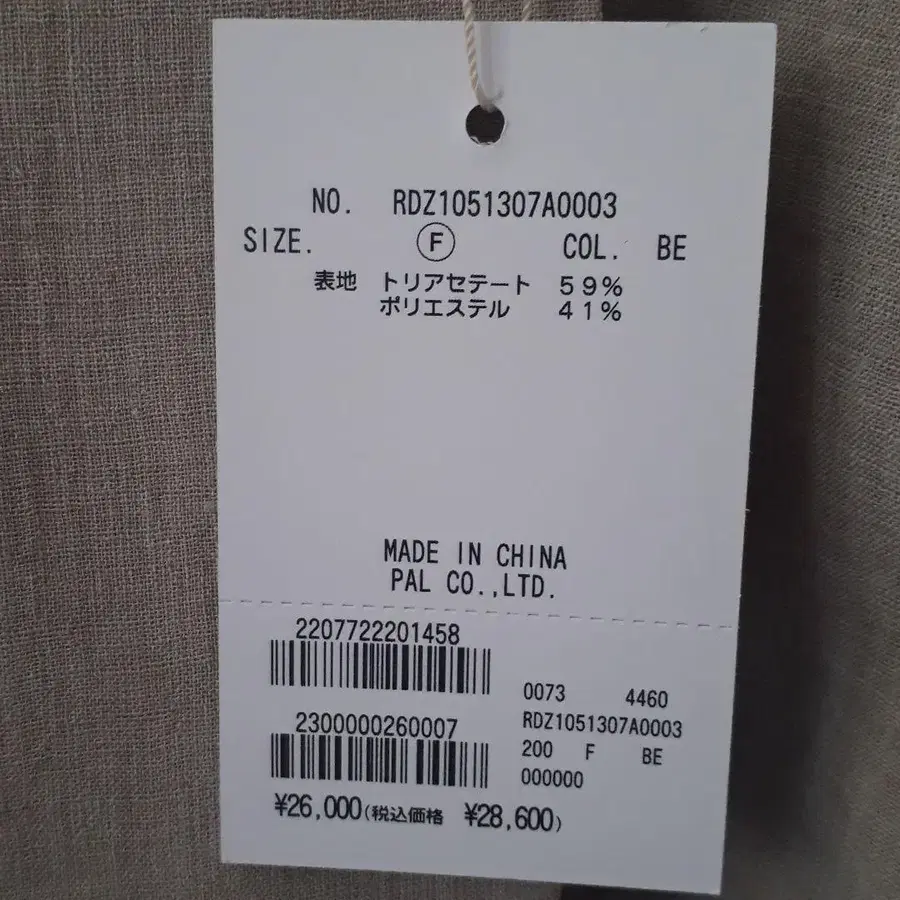 NO. RDZ1051307A0003
SIZE. Ⓕ COL. BE
表地 トリアセテート 59%
ポリエステル 41%
MADE IN CHINA
PAL CO.,LTD.
2207722201458
0073 4460
RDZ1051307A0003
2300000260007
200 F BE
000000
¥26,000(税込価格 ¥28,600)